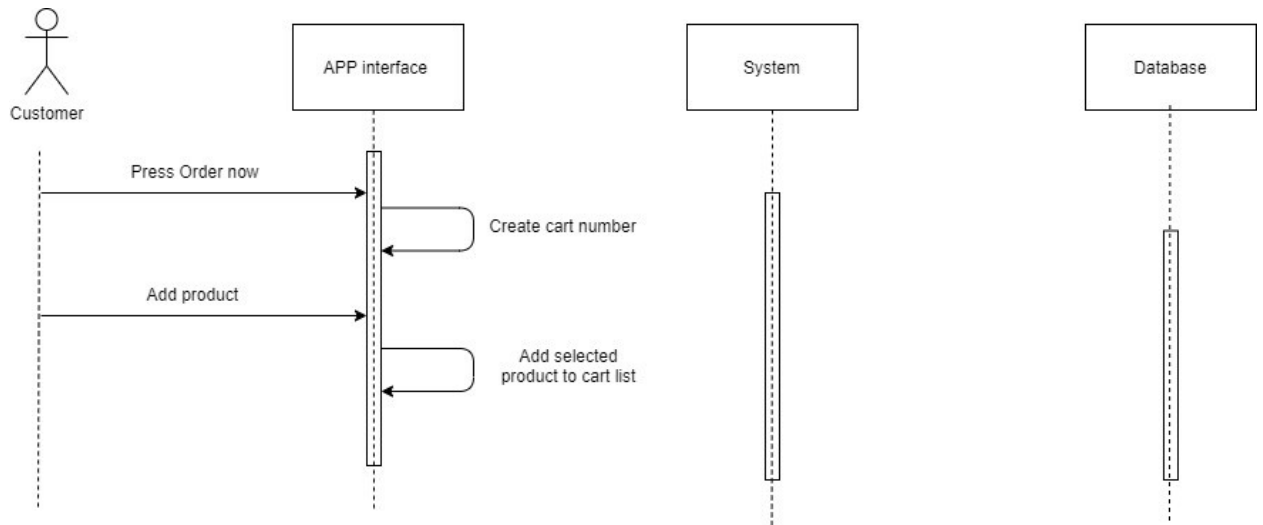 Customer
APP interface
System
Database
Press Order now
Create cart number
Add product
Add selected
product to cart list